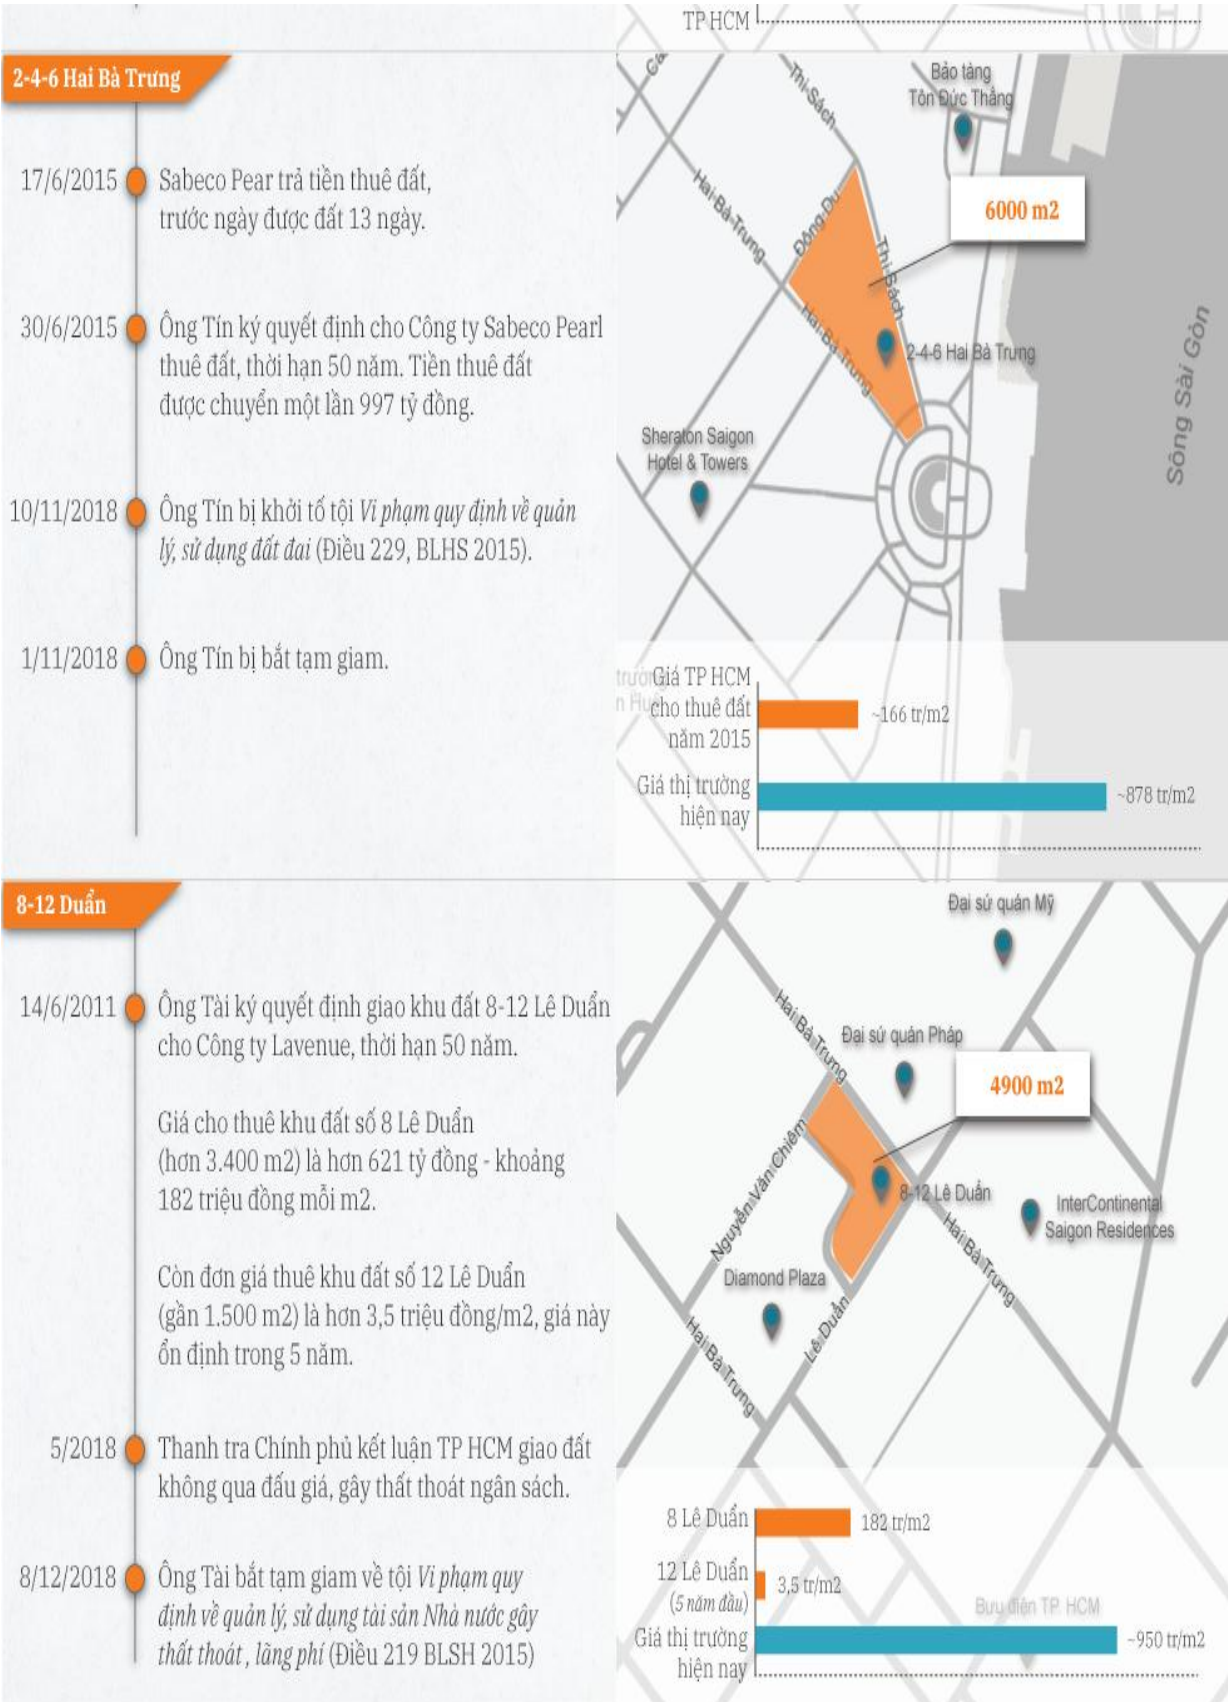 TP HCM
2-4-6 Hai Bà Trưng
17/6/2015
Sabeco Pear trả tiền thuê đất,
trước ngày được đất 13 ngày.
30/6/2015
Ông Tín ký quyết định cho Công ty Sabeco Pearl
thuê đất, thời hạn 50 năm. Tiền thuê đất
được chuyển một lần 997 tỷ đồng.
10/11/2018
Ông Tín bị khởi tố tội Vi phạm quy định về quản
lý, sử dụng đất đai (Điều 229, BLHS 2015).
1/11/2018
Ông Tín bị bắt tạm giam.
Thi Sách
Bảo tàng
Tôn Đức Thắng
Hai Bà Trưng
Đông Du
6000 m2
Thi Sách
Hai Bà Trưng
2-4-6 Hai Bà Trưng
Sông Sài Gòn
Sheraton Saigon
Hotel & Towers
Giá TP HCM
cho thuê đất
năm 2015
~166 tr/m2
Giá thị trường
hiện nay
~878 tr/m2
8-12 Duẩn
14/6/2011
Ông Tài ký quyết định giao khu đất 8-12 Lê Duẩn
cho Công ty Lavenue, thời hạn 50 năm.
Giá cho thuê khu đất số 8 Lê Duẩn
(hơn 3.400 m2) là hơn 621 tỷ đồng - khoảng
182 triệu đồng mỗi m2.
Còn đơn giá thuê khu đất số 12 Lê Duẩn
(gần 1.500 m2) là hơn 3,5 triệu đồng/m2, giá này
ổn định trong 5 năm.
5/2018
Thanh tra Chính phủ kết luận TP HCM giao đất
không qua đấu giá, gây thất thoát ngân sách.
8/12/2018
Ông Tài bắt tạm giam về tội Vi phạm quy
định về quản lý, sử dụng tài sản Nhà nước gây
thất thoát , lãng phí (Điều 219 BLSH 2015)
Đại sứ quán Mỹ
Hai Bà Trưng
Đại sứ quán Pháp
4900 m2
Nguyễn Văn Chiêm
8-12 Lê Duẩn
InterContinental
Saigon Residences
Hai Bà Trưng
Diamond Plaza
Lê Duẩn
Hai Bà Trưng
8 Lê Duẩn
182 tr/m2
12 Lê Duẩn
(5 năm đầu)
3,5 tr/m2
Bưu điện TP. HCM
Giá thị trường
hiện nay
~950 tr/m2